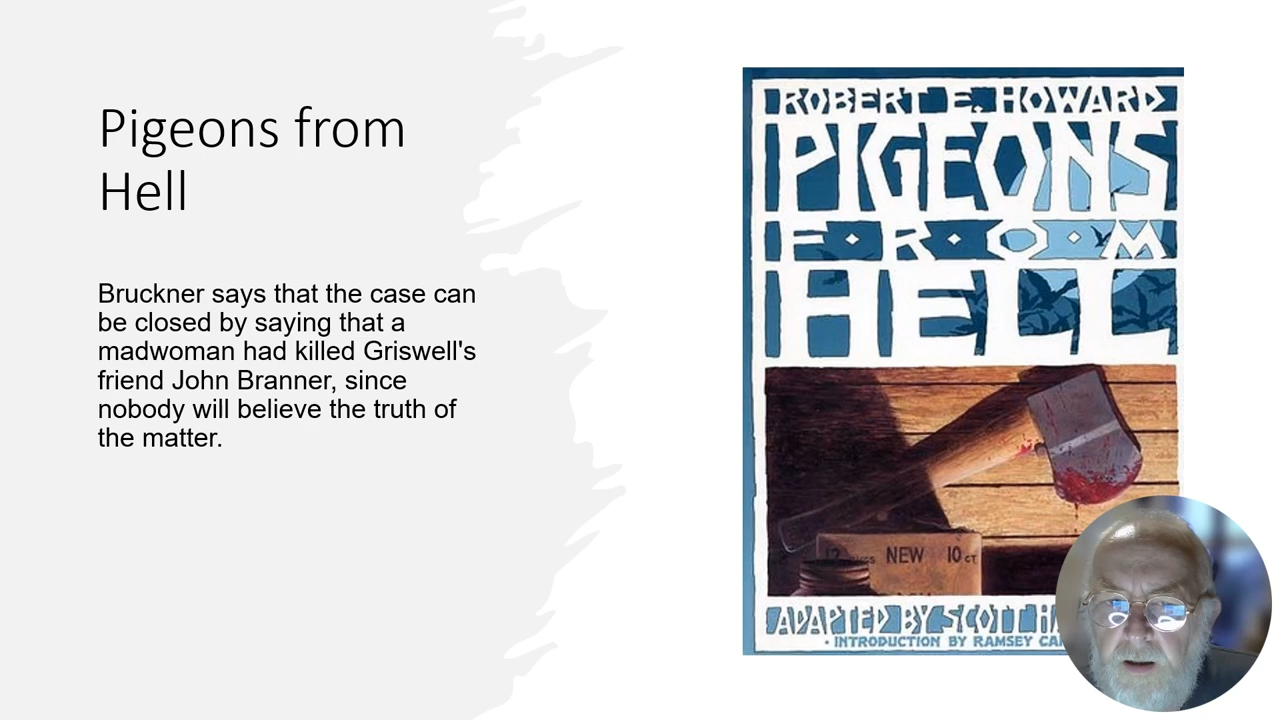 Pigeons from
Hell
Bruckner says that the case can
be closed by saying that a
madwoman had killed Griswell's
friend John Branner, since
nobody will believe the truth of
the matter.
ROBERT E. HOWARD
PIGEONS
F·R·O·M
HELL
12 NEW 10 CT
ADAPTED BY SCOTT
· INTRODUCTION BY RAMSEY